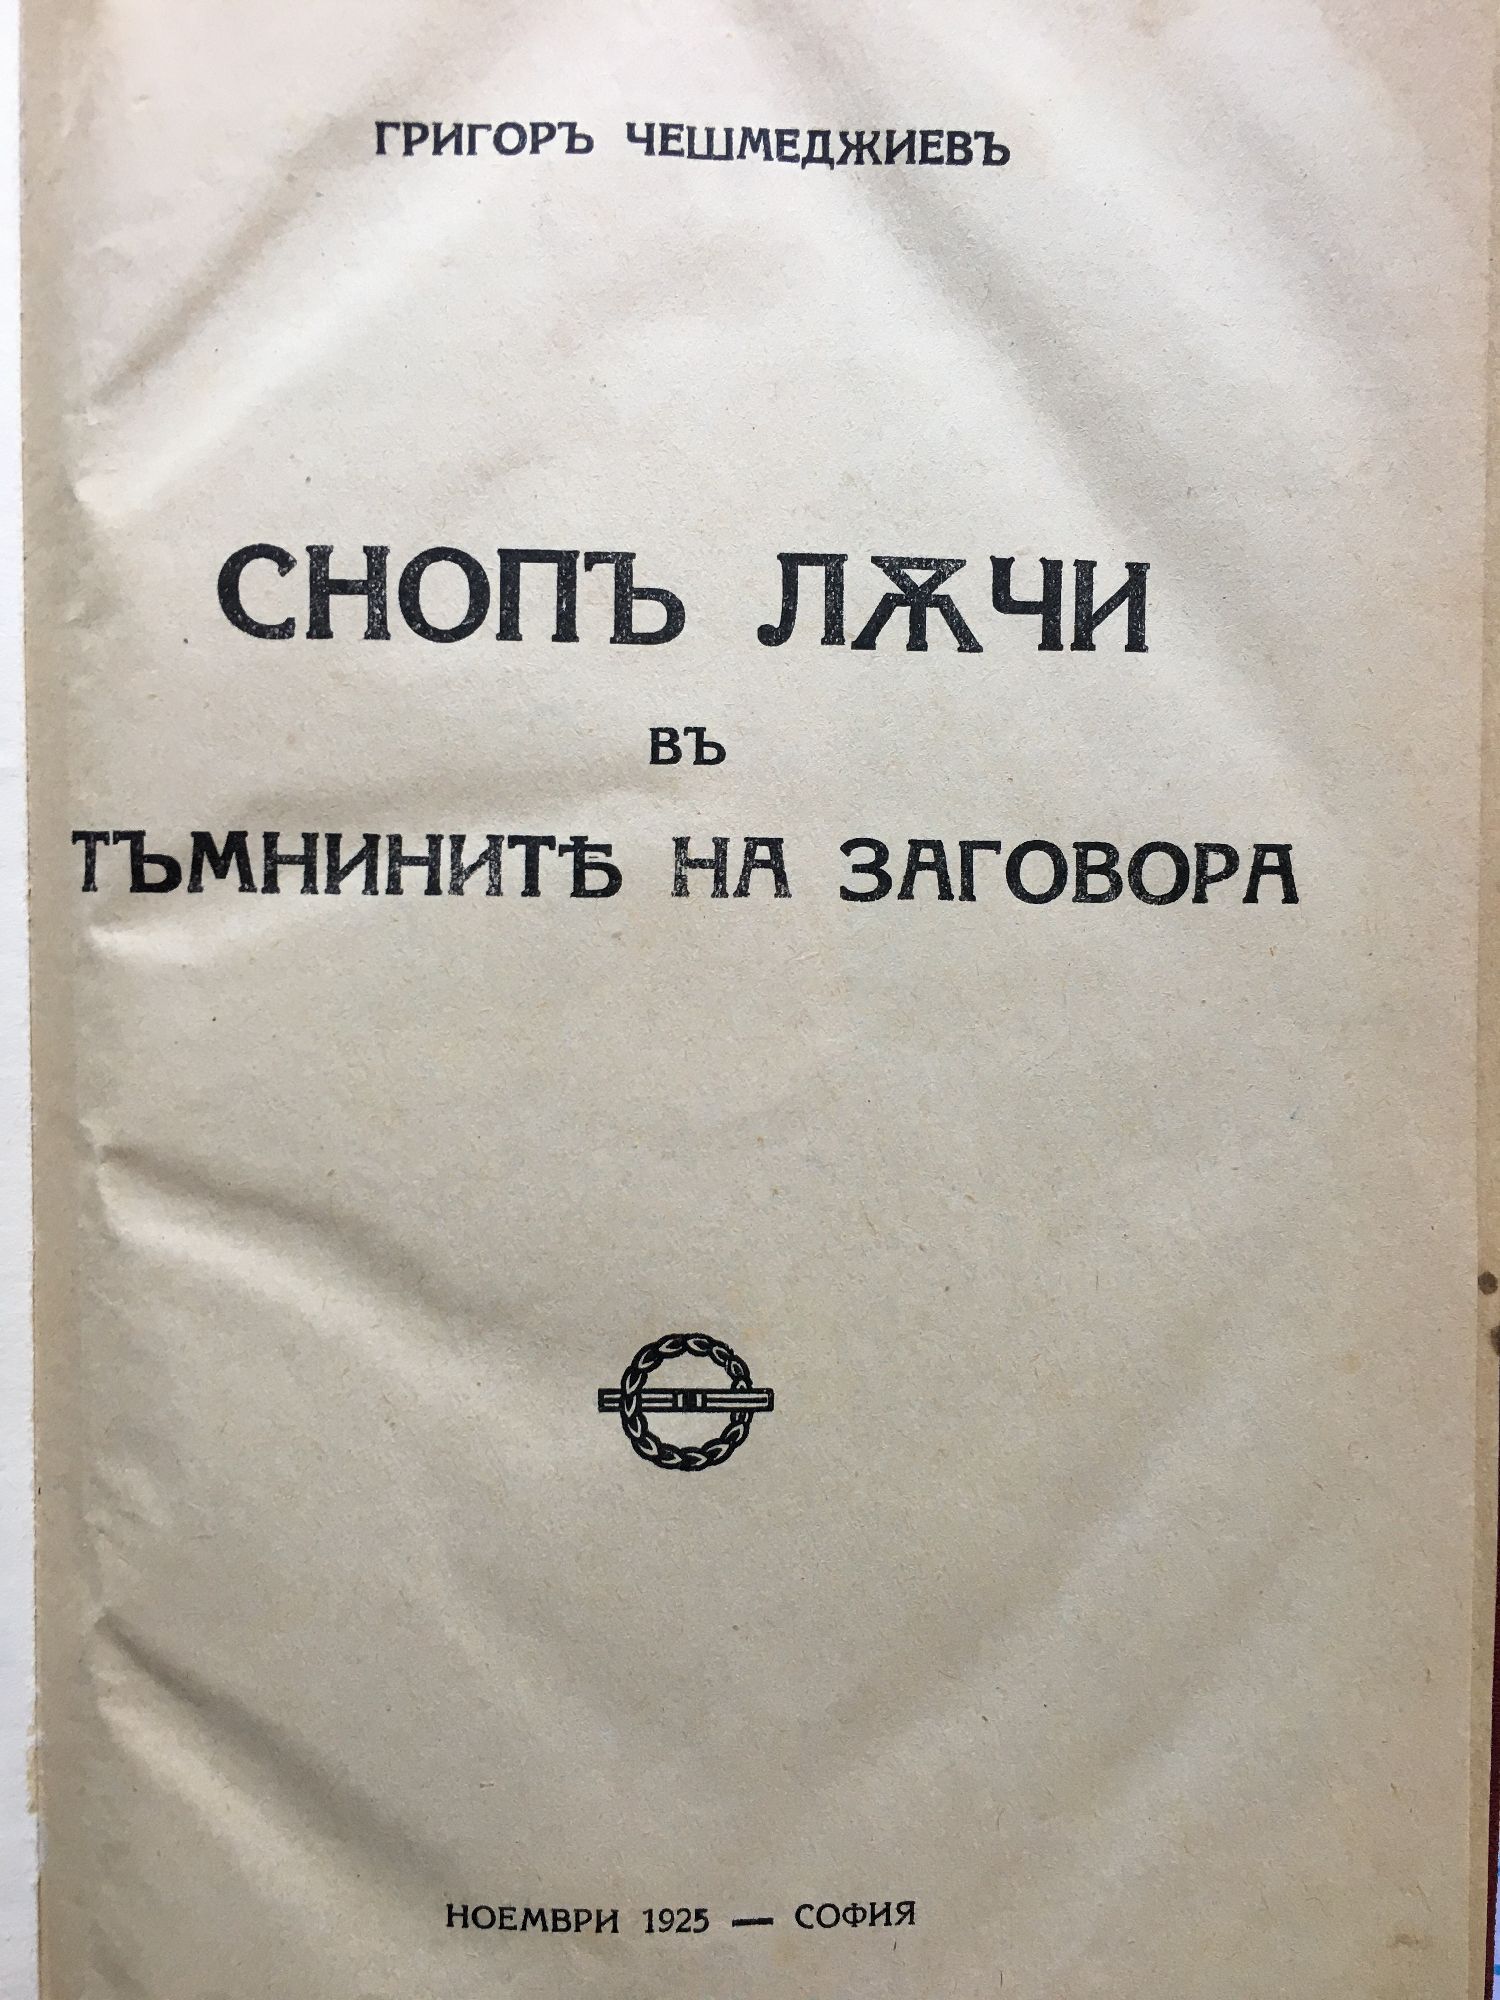 ГРИГОРЪ ЧЕШМЕДЖИЕВЪ
СНОПЪ ЛѪЧИ
ВЪ
ТЪМНИНИТѢ НА ЗАГОВОРА
НОЕМВРИ 1925 — СОФИЯ